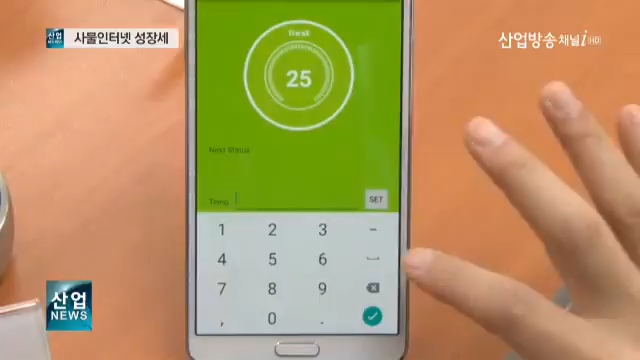 산업 NEWS
사물인터넷 성장세
산업방송 채널i HD
25
Nest Status
Temp
SET
1 2 3 -
4 5 6
7 8 9
, 0 .
산업
NEWS